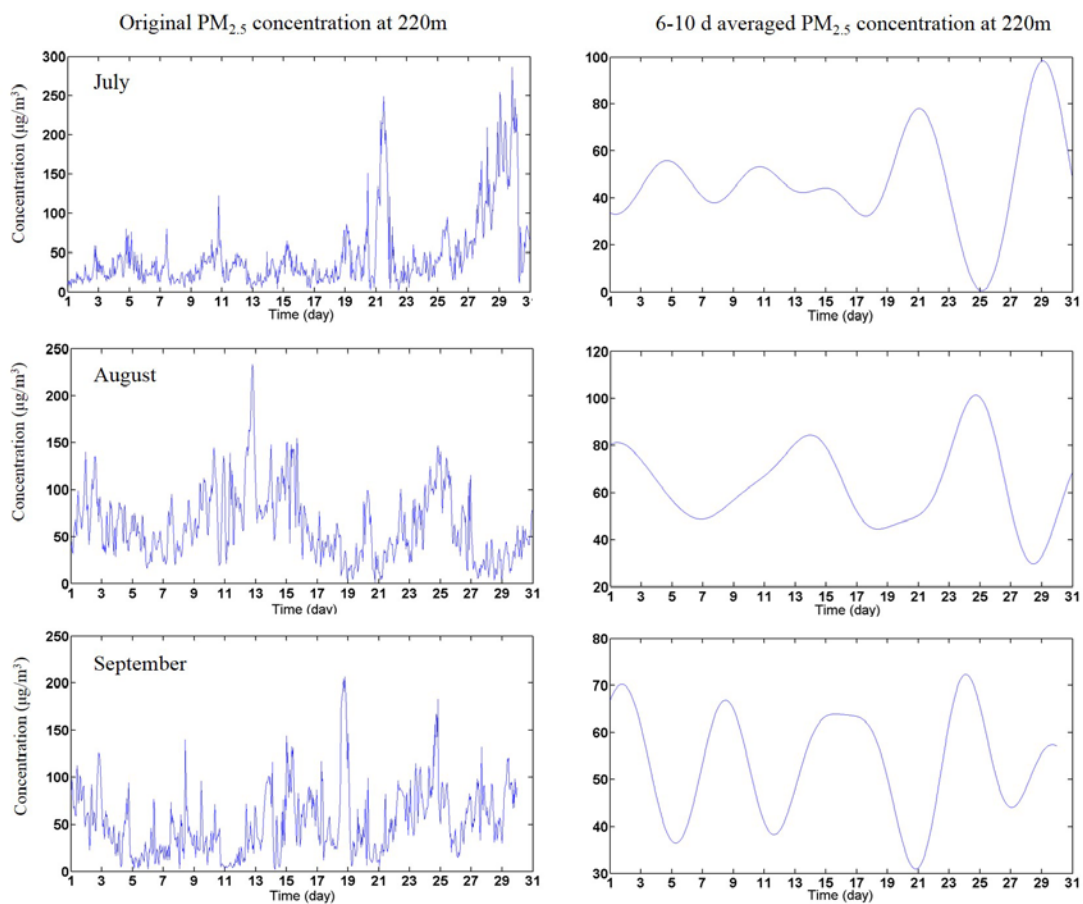 Original PM2.5 concentration at 220m
6-10 d averaged PM2.5 concentration at 220m
July
Concentration (μg/m³)
300
250
200
150
100
50
0
1 3 5 7 9 11 13 15 17 19 21 23 25 27 29 31
Time (day)
100
80
60
40
20
0
1 3 5 7 9 11 13 15 17 19 21 23 25 27 29 31
Time (day)
August
Concentration (μg/m³)
250
200
150
100
50
0
1 3 5 7 9 11 13 15 17 19 21 23 25 27 29 31
Time (day)
120
100
80
60
40
20
1 3 5 7 9 11 13 15 17 19 21 23 25 27 29 31
Time (day)
September
Concentration (μg/m³)
250
200
150
100
50
0
1 3 5 7 9 11 13 15 17 19 21 23 25 27 29 31
Time (day)
80
70
60
50
40
30
1 3 5 7 9 11 13 15 17 19 21 23 25 27 29 31
Time (day)